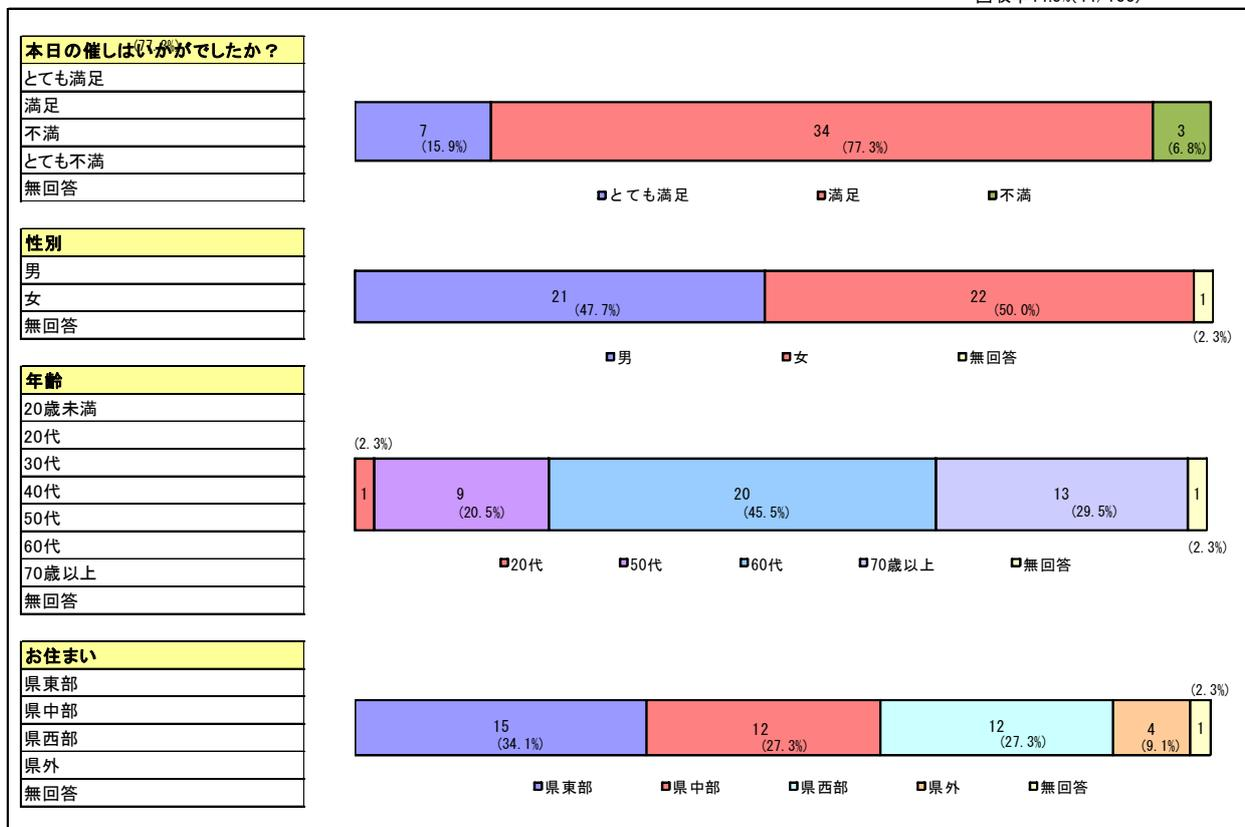 本日の催しはいかがでしたか？
(77.3%)
とても満足
満足
不満
とても不満
無回答
7
(15.9%)
34
(77.3%)
3
(6.8%)
とても満足 満足 不満
性別
男
女
無回答
21
(47.7%)
22
(50.0%)
1
(2.3%)
男 女 無回答
年齢
20歳未満
20代
30代
40代
50代
60代
70歳以上
無回答
(2.3%)
1
9
(20.5%)
20
(45.5%)
13
(29.5%)
1
(2.3%)
20代 50代 60代 70歳以上 無回答
お住まい
県東部
県中部
県西部
県外
無回答
15
(34.1%)
12
(27.3%)
12
(27.3%)
4
(9.1%)
(2.3%)
1
県東部 県中部 県西部 県外 無回答